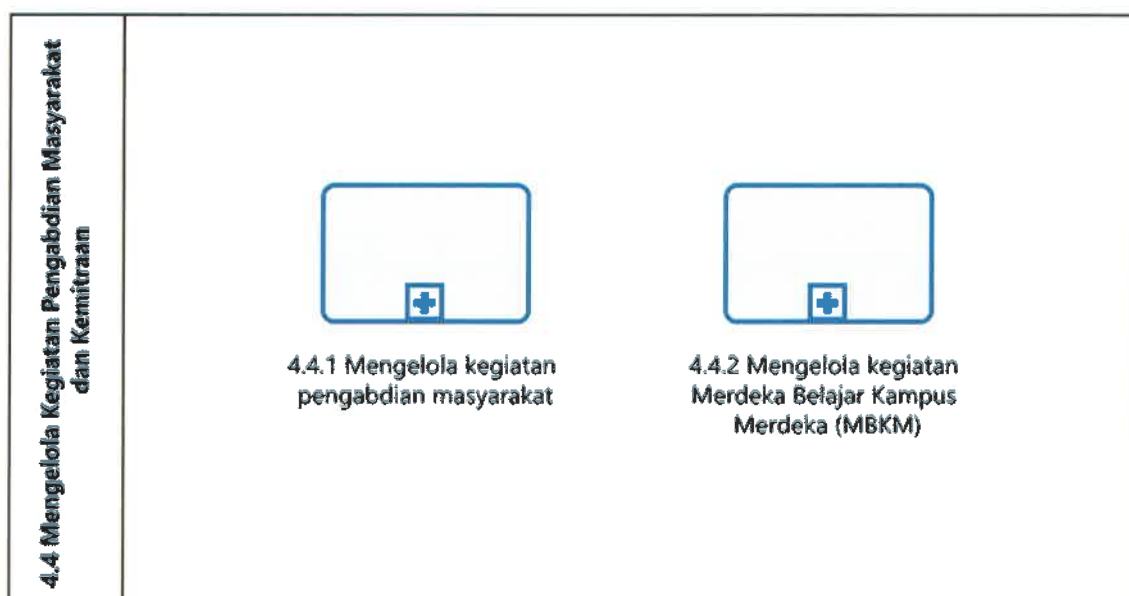 4.4 Mengelola Kegiatan Pengabdian Masyarakat
dan Kemitraan
4.4.1 Mengelola kegiatan
pengabdian masyarakat
4.4.2 Mengelola kegiatan
Merdeka Belajar Kampus
Merdeka (MBKM)